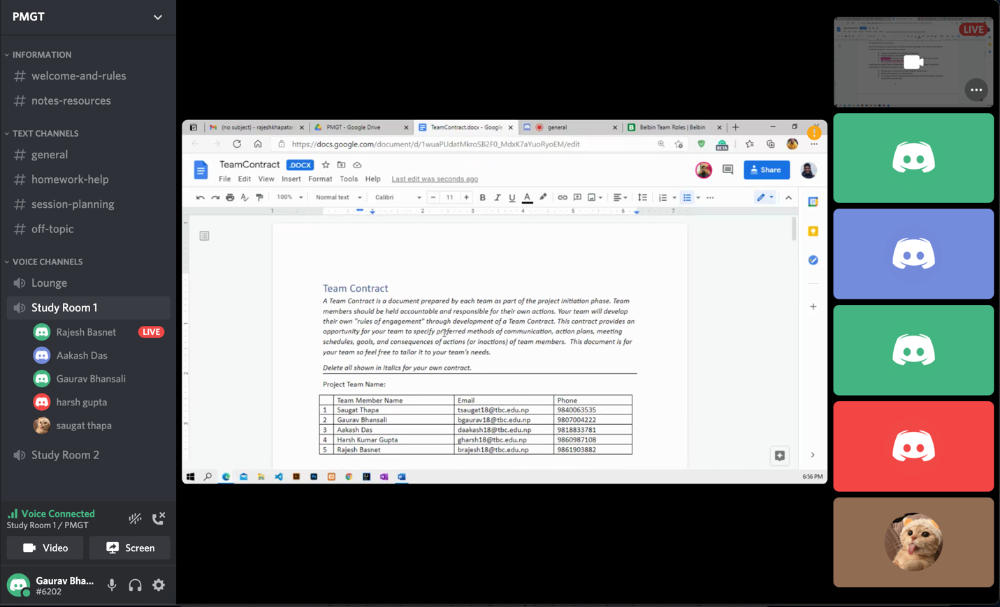 PMGT
INFORMATION
# welcome-and-rules
# notes-resources
TEXT CHANNELS
# general
# homework-help
# session-planning
# off-topic
VOICE CHANNELS
Lounge
Study Room 1
Rajesh Basnet LIVE
Aakash Das
Gaurav Bhansali
harsh gupta
saugat thapa
Study Room 2
Voice Connected
Study Room 1 / PMGT
Video
Screen
Gaurav Bha...
#6202
(no subject) - rajeshkhapata
PMGT - Google Drive
TeamContract.docx - Google
general
Belbin Team Roles | Belbin
https://docs.google.com/document/d/1wuaPUdatMkroSB2F0_MdxK7aYuoRyoEM/edit
BETA
TeamContract .DOCX
File Edit View Insert Format Tools Help Last edit was seconds ago
Share
100% Normal text Calibri 11 B I U A
1 1 2 3 4 5 6 7
Team Contract
A Team Contract is a document prepared by each team as part of the project initiation phase. Team
members should be held accountable and responsible for their own actions. Your team will develop
their own "rules of engagement" through development of a Team Contract. This contract provides an
opportunity for your team to specify preferred methods of communication, action plans, meeting
schedules, goals, and consequences of actions (or inactions) of team members. This document is for
your team so feel free to tailor it to your team's needs.
Delete all shown in italics for your own contract.
Project Team Name:
Team Member Name Email Phone
1 Saugat Thapa tsaugat18@tbc.edu.np 9840063535
2 Gaurav Bhansali bgaurav18@tbc.edu.np 9807004222
3 Aakash Das daakash18@tbc.edu.np 9818833781
4 Harsh Kumar Gupta gharsh18@tbc.edu.np 9860987108
5 Rajesh Basnet brajesh18@tbc.edu.np 9861903882
6:56 PM
LIVE